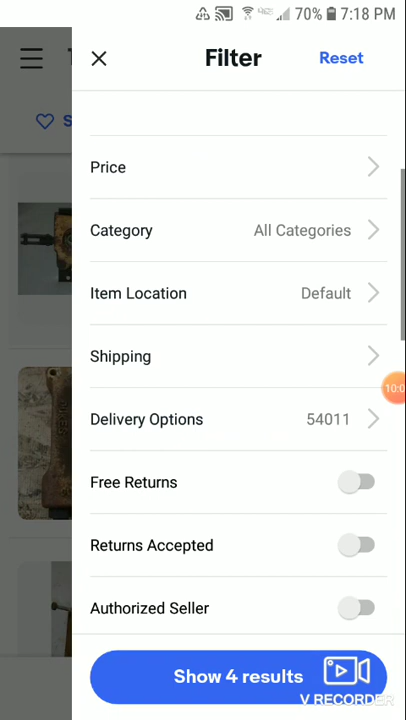 70% 7:18 PM
Filter
Reset
Price
Category
All Categories
Item Location
Default
Shipping
Delivery Options
54011
Free Returns
Returns Accepted
Authorized Seller
Show 4 results
V RECORDER